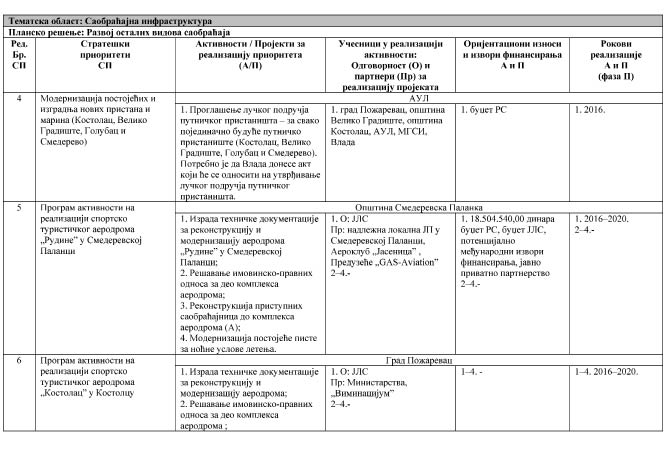 Тематека област: Саобраћајна инфраструктура
Планско решење: Развој осталих видова саобраћаја
Ред. Бр. СП
Стратешки приоритети СП
Активности / Пројекти за реализацију приоритета (А/П)
Учесници у реализацији активности: Одговорност (О) и партнери (Пр) за реализацију пројеката
Оријентациони износи и извори финансирања А и П
Рокови реализације А и П (фаза П)
4
Модернизација постојећих и
изградња нових пристана и
марина (Костолац, Велико
Градиште, Голубац и
Смедерево)
АУЛ
1. Проглашење лучког подручја
путничког пристаништа – за свако
појединачно будуће путничко
пристаниште (Костолац, Велико
Градиште, Голубац и Смедерево).
Потребно је да Влада донесе акт
који ће се односити на утврђивање
лучког подручја путничког
пристаништа.
1. град Пожаревац, општина
Велико Градиште, општина
Костолац, АУЛ, МГСИ,
Влада
1. буџет РС
1. 2016.
5
Програм активности на
реализацији спортско
туристичког аеродрома
„Рудине” у Смедеревској
Паланци
Општина Смедеревска Паланка
1. Израда техничке документације
за реконструкцију и
модернизацију аеродрома
„Рудине” у Смедеревској
Паланци;
2. Решавање имовинско-правних
односа за део комплекса
аеродрома;
3. Реконструкција приступних
саобраћајница до комплекса
аеродрома (А);
4. Модернизација постојеће писте
за ноћне услове летења.
1. О: ЈЛС
Пр: надлежна локална ЈП у
Смедеревској Паланци,
Аероклуб „Јасеница” ,
Предузеће „GAS-Aviation”
2–4.-
1. 18.504.540,00 динара
буџет РС, буџет ЈЛС,
потенцијално
међународни извори
финансирања, јавно
приватно партнерство
2–4.-
1. 2016–2020.
2–4.-
6
Програм активности на
реализацији спортско
туристичког аеродрома
„Костолац” у Костолцу
Град Пожаревац
1. Израда техничке документације
за реконструкцију и
модернизацију аеродрома;
2. Решавање имовинско-правних
односа за део комплекса
аеродрома ;
1. О: ЈЛС
Пр: Министарства,
„Виминацијум”
2–4.-
1–4. -
1–4. 2016–2020.